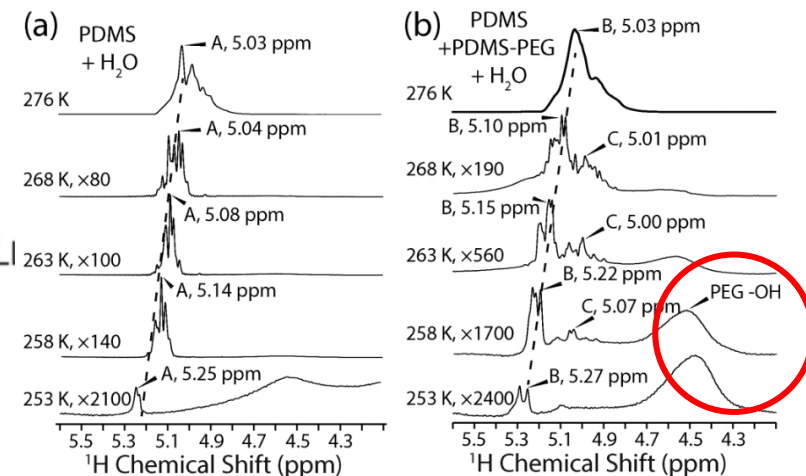 (a) PDMS
+ H₂O
A, 5.03 ppm
276 K
A, 5.04 ppm
268 K, ×80
A, 5.08 ppm
263 K, ×100
A, 5.14 ppm
258 K, ×140
A, 5.25 ppm
253 K, ×2100
5.5 5.1 4.9 4.7 4.5 4.3
¹H Chemical Shift (ppm)
(b) PDMS
+PDMS-PEG
+ H₂O
B, 5.03 ppm
276 K
B, 5.10 ppm
C, 5.01 ppm
268 K, ×190
B, 5.15 ppm
C, 5.00 ppm
263 K, ×560
B, 5.22 ppm
PEG -OH
C, 5.07 ppm
258 K, ×1700
B, 5.27 ppm
253 K, ×2400
5.5 5.1 4.9 4.7 4.5 4.3
¹H Chemical Shift (ppm)